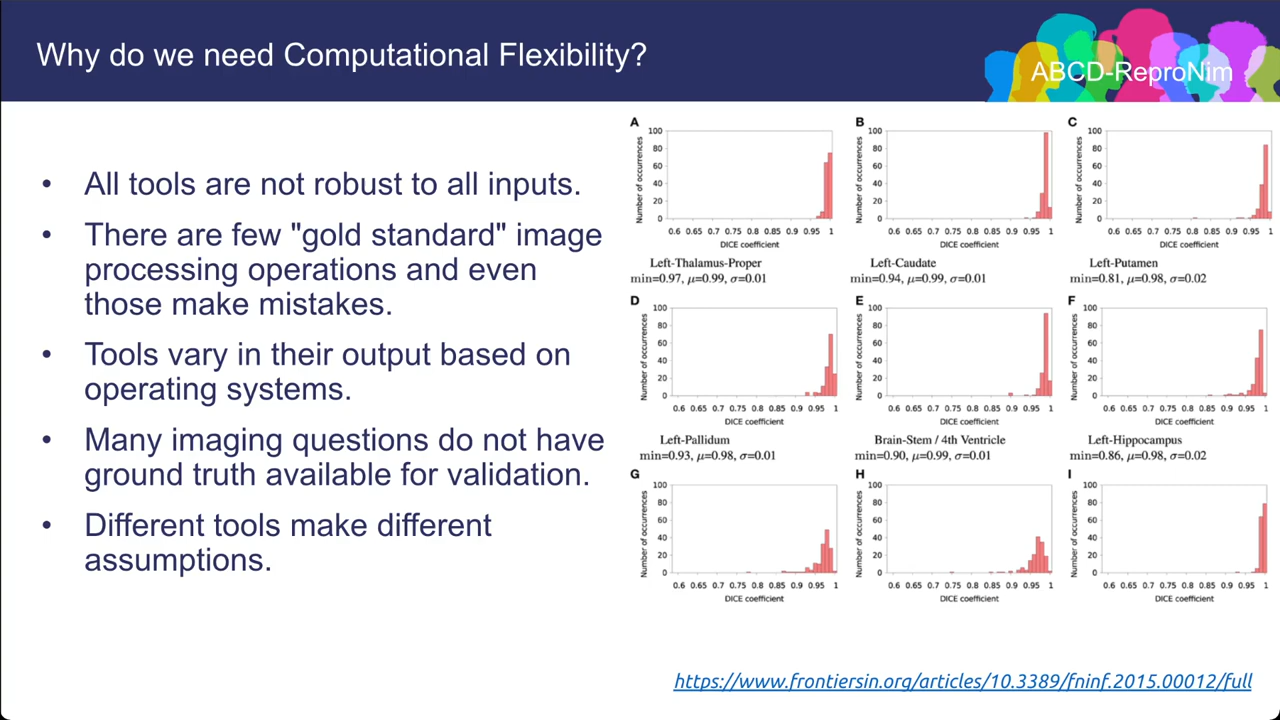 Why do we need Computational Flexibility?
ABCD-ReproNim
• All tools are not robust to all inputs.
• There are few "gold standard" image
processing operations and even
those make mistakes.
• Tools vary in their output based on
operating systems.
• Many imaging questions do not have
ground truth available for validation.
• Different tools make different
assumptions.
A
Number of occurrences
100
80
60
40
20
0
0.6 0.65 0.7 0.75 0.8 0.85 0.9 0.95 1
DICE coefficient
Left-Thalamus-Proper
min=0.97, μ=0.99, σ=0.01
B
Number of occurrences
100
80
60
40
20
0
0.6 0.65 0.7 0.75 0.8 0.85 0.9 0.95 1
DICE coefficient
Left-Caudate
min=0.94, μ=0.99, σ=0.01
C
Number of occurrences
100
80
60
40
20
0
0.6 0.65 0.7 0.75 0.8 0.85 0.9 0.95 1
DICE coefficient
Left-Putamen
min=0.81, μ=0.98, σ=0.02
D
Number of occurrences
100
80
60
40
20
0
0.6 0.65 0.7 0.75 0.8 0.85 0.9 0.95 1
DICE coefficient
Left-Pallidum
min=0.93, μ=0.98, σ=0.01
E
Number of occurrences
100
80
60
40
20
0
0.6 0.65 0.7 0.75 0.8 0.85 0.9 0.95 1
DICE coefficient
Brain-Stem / 4th Ventricle
min=0.90, μ=0.99, σ=0.01
F
Number of occurrences
100
80
60
40
20
0
0.6 0.65 0.7 0.75 0.8 0.85 0.9 0.95 1
DICE coefficient
Left-Hippocampus
min=0.86, μ=0.98, σ=0.02
G
Number of occurrences
100
80
60
40
20
0
0.6 0.65 0.7 0.75 0.8 0.85 0.9 0.95 1
DICE coefficient
H
Number of occurrences
100
80
60
40
20
0
0.6 0.65 0.7 0.75 0.8 0.85 0.9 0.95 1
DICE coefficient
I
Number of occurrences
100
80
60
40
20
0
0.6 0.65 0.7 0.75 0.8 0.85 0.9 0.95 1
DICE coefficient
https://www.frontiersin.org/articles/10.3389/fninf.2015.00012/full